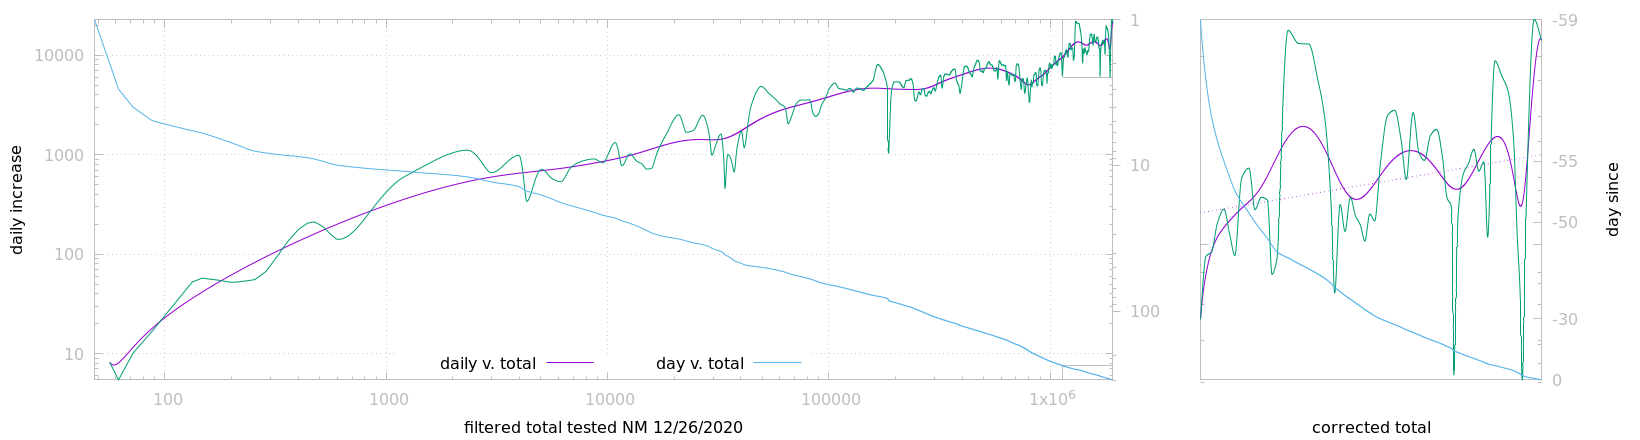 10000
1000
100
10
daily increase
daily v. total
day v. total
100
1000
10000
100000
1x10^6
filtered total tested NM 12/26/2020
1
10
100
-59
-55
-50
-30
0
day since
corrected total